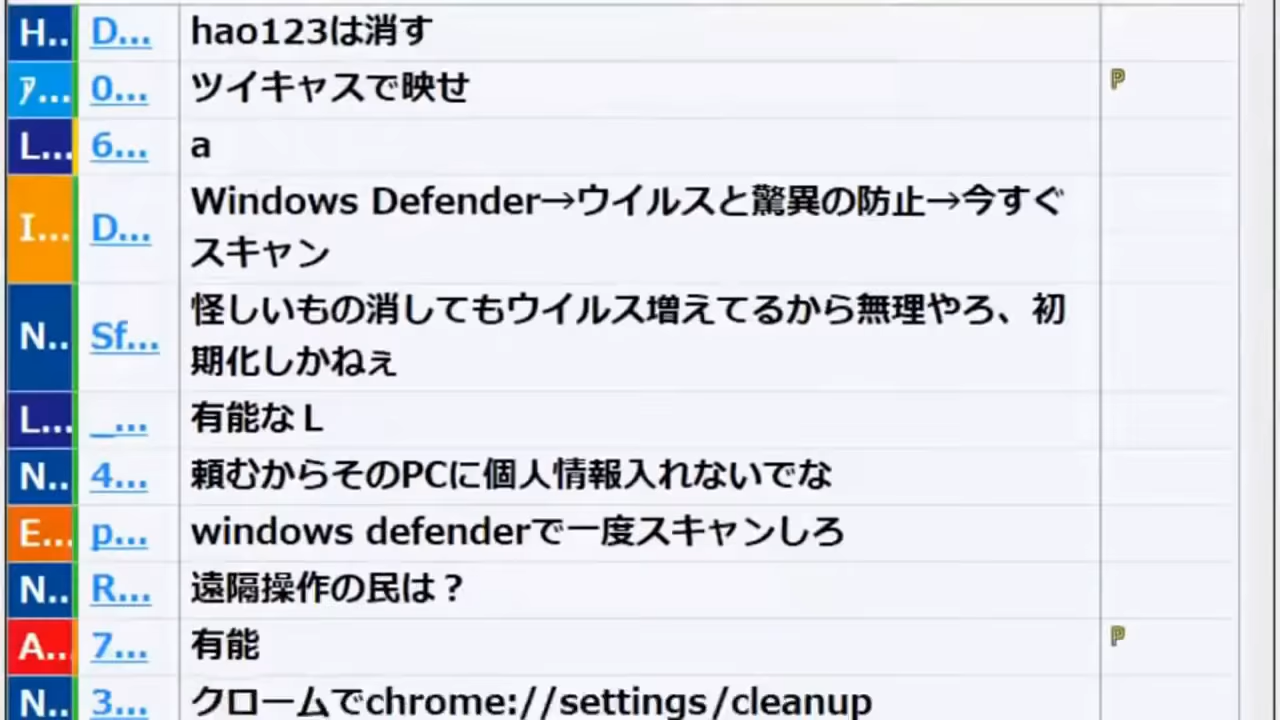 H.. D... hao123は消す
ｱ... 0... ツイキャスで映せ P
L... 6... a
I... D... Windows Defender→ウイルスと驚異の防止→今すぐ
スキャン
N.. Sf... 怪しいもの消してもウイルス増えてるから無理やろ、初
期化しかねぇ
L... _... 有能なL
N.. 4... 頼むからそのPCに個人情報入れないでな
E... p... windows defenderで一度スキャンしろ
N.. R... 遠隔操作の民は？
A... 7... 有能 P
N.. 3... クロームでchrome://settings/cleanup